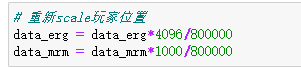 # 重新scale玩家位置
data_erg = data_erg*4096/800000
data_mrm = data_mrm*1000/800000